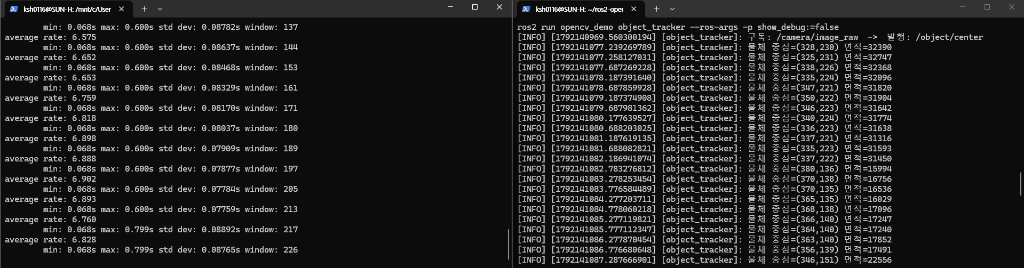 ksh0116@SUN-H: /mnt/c/User
min: 0.068s max: 0.600s std dev: 0.08782s window: 137
average rate: 6.575
min: 0.068s max: 0.600s std dev: 0.08637s window: 144
average rate: 6.652
min: 0.068s max: 0.600s std dev: 0.08468s window: 153
average rate: 6.653
min: 0.068s max: 0.600s std dev: 0.08329s window: 161
average rate: 6.759
min: 0.068s max: 0.600s std dev: 0.08170s window: 171
average rate: 6.818
min: 0.068s max: 0.600s std dev: 0.08037s window: 180
average rate: 6.898
min: 0.068s max: 0.600s std dev: 0.07909s window: 189
average rate: 6.888
min: 0.068s max: 0.600s std dev: 0.07877s window: 197
average rate: 6.902
min: 0.068s max: 0.600s std dev: 0.07784s window: 205
average rate: 6.893
min: 0.068s max: 0.600s std dev: 0.07759s window: 213
average rate: 6.760
min: 0.068s max: 0.799s std dev: 0.08892s window: 217
average rate: 6.828
min: 0.068s max: 0.799s std dev: 0.08765s window: 226
ksh0116@SUN-H: ~/ros2-ope
ros2 run opencv_demo object_tracker --ros-args -p show_debug:=false
[INFO] [1792140969.560300194] [object_tracker]: 구독: /camera/image_raw -> 발행: /object/center
[INFO] [1792141077.239269789] [object_tracker]: 물체 중심=(328,230) 면적=32390
[INFO] [1792141077.258127031] [object_tracker]: 물체 중심=(325,231) 면적=32747
[INFO] [1792141077.687269228] [object_tracker]: 물체 중심=(338,226) 면적=32368
[INFO] [1792141078.187391640] [object_tracker]: 물체 중심=(335,224) 면적=32096
[INFO] [1792141078.687859928] [object_tracker]: 물체 중심=(347,221) 면적=31820
[INFO] [1792141079.187374908] [object_tracker]: 물체 중심=(350,222) 면적=31904
[INFO] [1792141079.687981362] [object_tracker]: 물체 중심=(346,223) 면적=31642
[INFO] [1792141080.177639527] [object_tracker]: 물체 중심=(340,224) 면적=31774
[INFO] [1792141080.688203025] [object_tracker]: 물체 중심=(336,223) 면적=31638
[INFO] [1792141081.187619135] [object_tracker]: 물체 중심=(337,221) 면적=31316
[INFO] [1792141081.688082821] [object_tracker]: 물체 중심=(335,223) 면적=31593
[INFO] [1792141082.186941074] [object_tracker]: 물체 중심=(337,222) 면적=31450
[INFO] [1792141082.783276812] [object_tracker]: 물체 중심=(380,136) 면적=15994
[INFO] [1792141083.278253454] [object_tracker]: 물체 중심=(370,138) 면적=16756
[INFO] [1792141083.776584489] [object_tracker]: 물체 중심=(370,135) 면적=16536
[INFO] [1792141084.277203711] [object_tracker]: 물체 중심=(365,135) 면적=16029
[INFO] [1792141084.778060218] [object_tracker]: 물체 중심=(368,138) 면적=17096
[INFO] [1792141085.277119821] [object_tracker]: 물체 중심=(366,140) 면적=17247
[INFO] [1792141085.777112347] [object_tracker]: 물체 중심=(364,140) 면적=17240
[INFO] [1792141086.277870454] [object_tracker]: 물체 중심=(363,140) 면적=17852
[INFO] [1792141086.776680648] [object_tracker]: 물체 중심=(356,139) 면적=17491
[INFO] [1792141087.287666901] [object_tracker]: 물체 중심=(346,151) 면적=22556